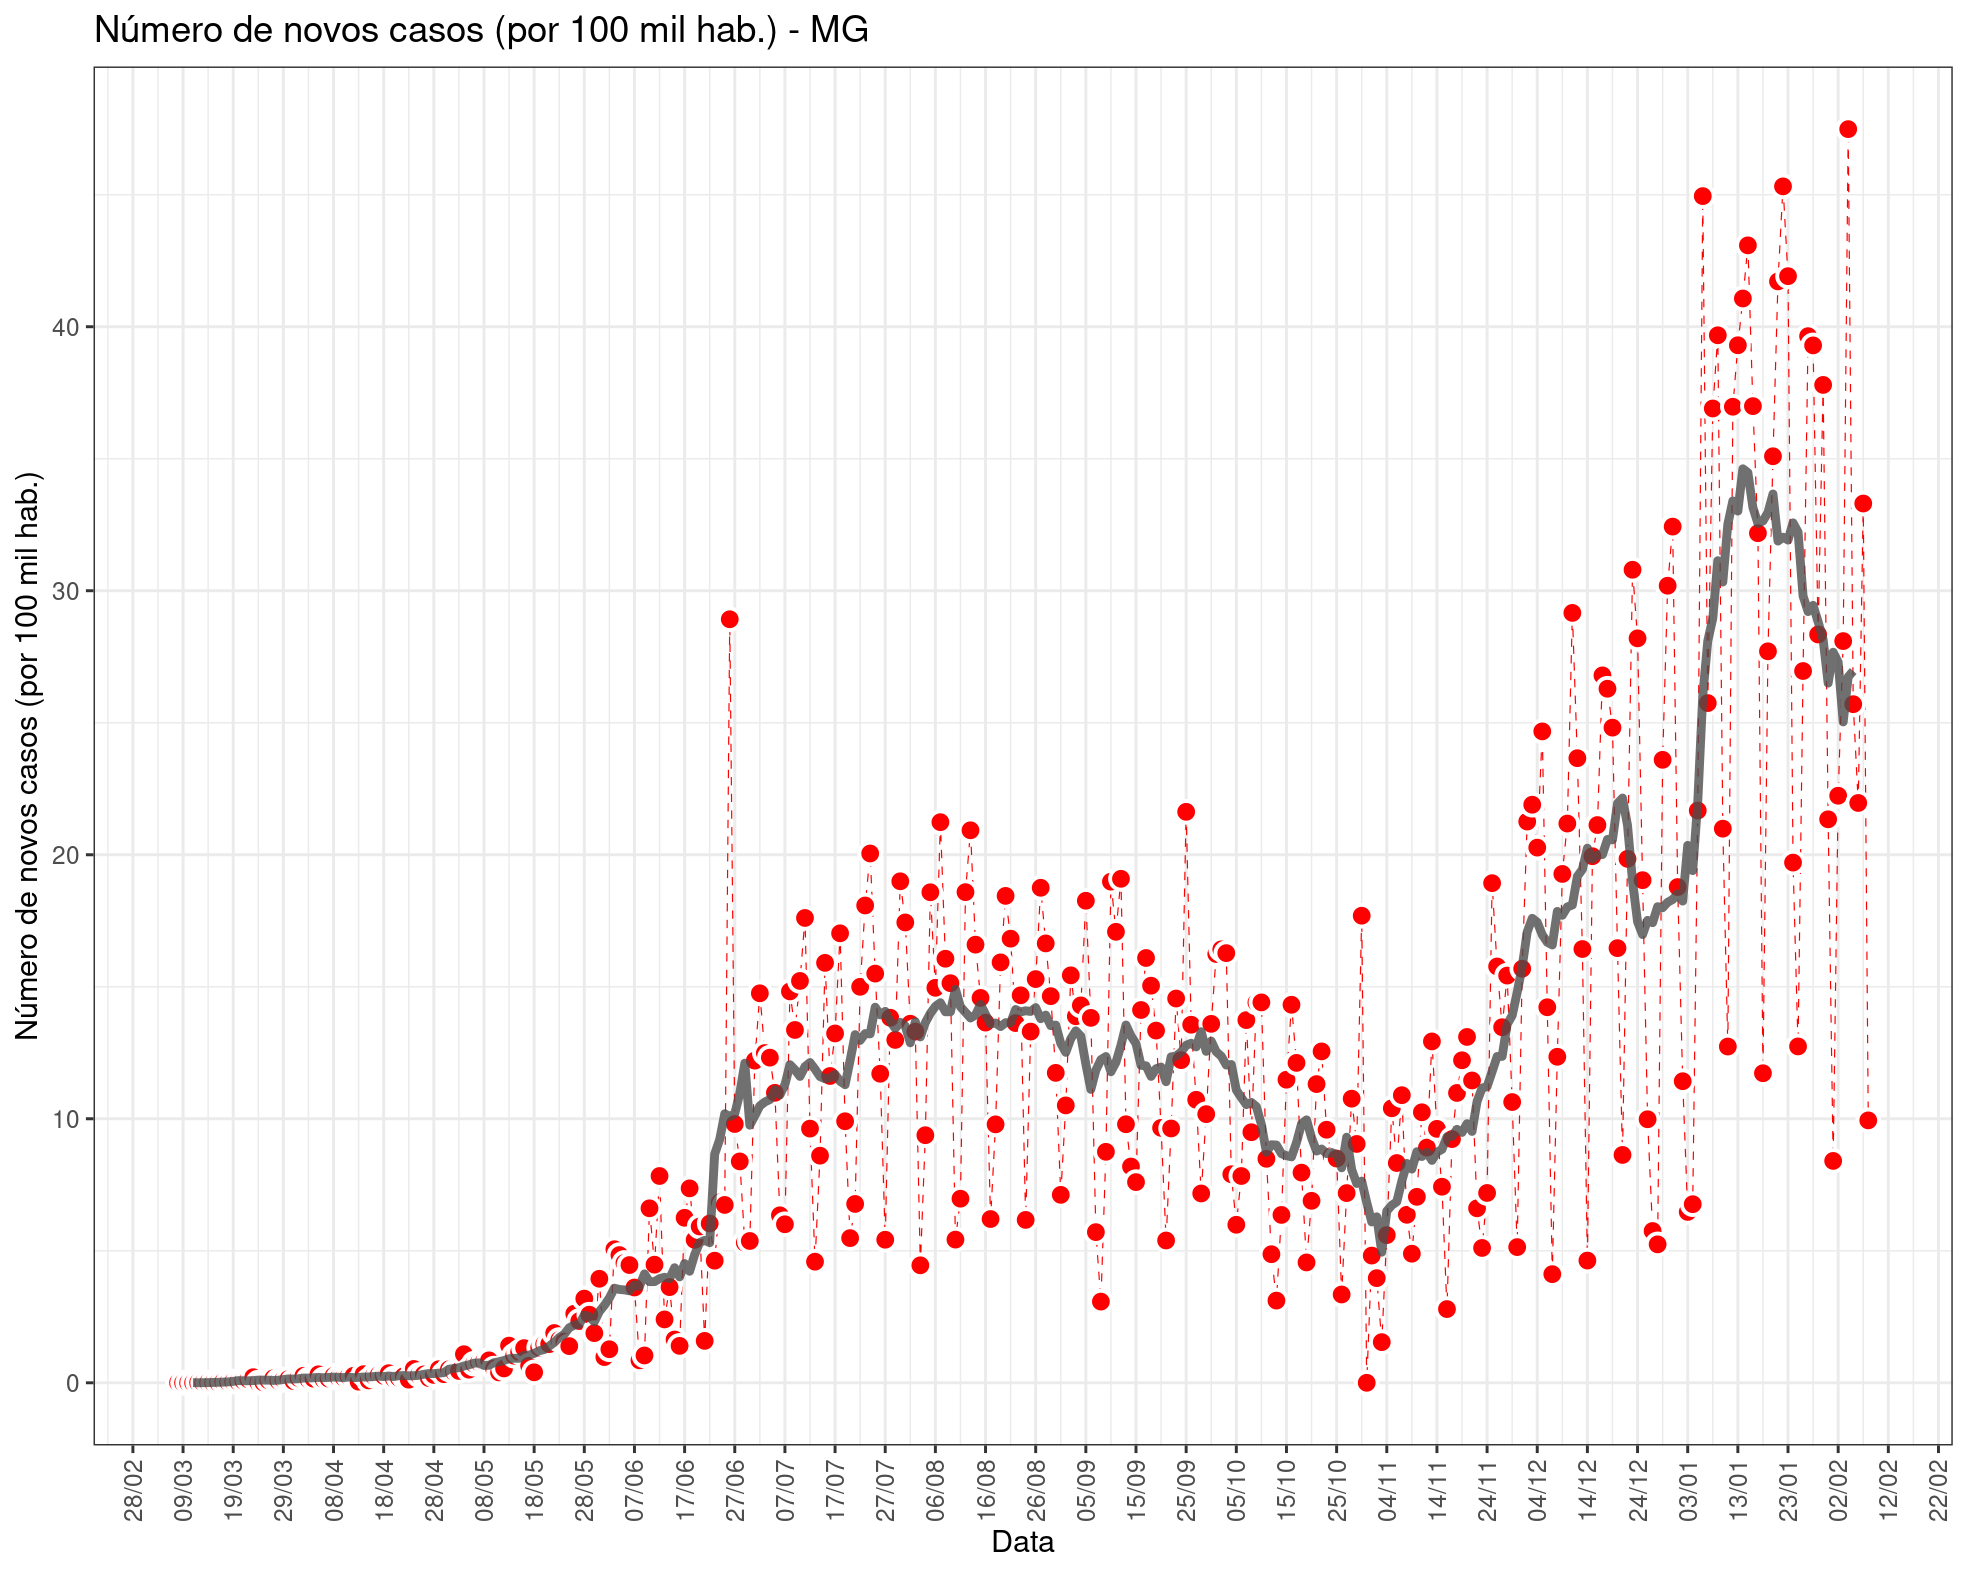 Número de novos casos (por 100 mil hab.) - MG
Número de novos casos (por 100 mil hab.)
40
30
20
10
0
28/02 09/03 19/03 29/03 08/04 18/04 28/04 08/05 18/05 28/05 07/06 17/06 27/06 07/07 17/07 27/07 06/08 16/08 26/08 05/09 15/09 25/09 05/10 15/10 25/10 04/11 14/11 24/11 04/12 14/12 24/12 03/01 13/01 23/01 02/02 12/02 22/02
Data